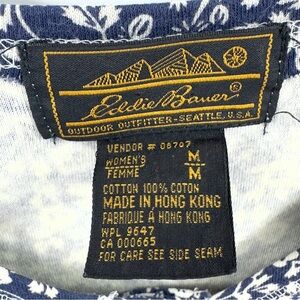 Eddie Bauer®
OUTDOOR OUTFITTER-SEATTLE, U.S.A.
VENDOR # 06707
WOMEN'S M
FEMME M
COTTON 100% COTON
MADE IN HONG KONG
FABRIQUÉ A HONG KONG
WPL 9647
CA 000665
FOR CARE SEE SIDE SEAM